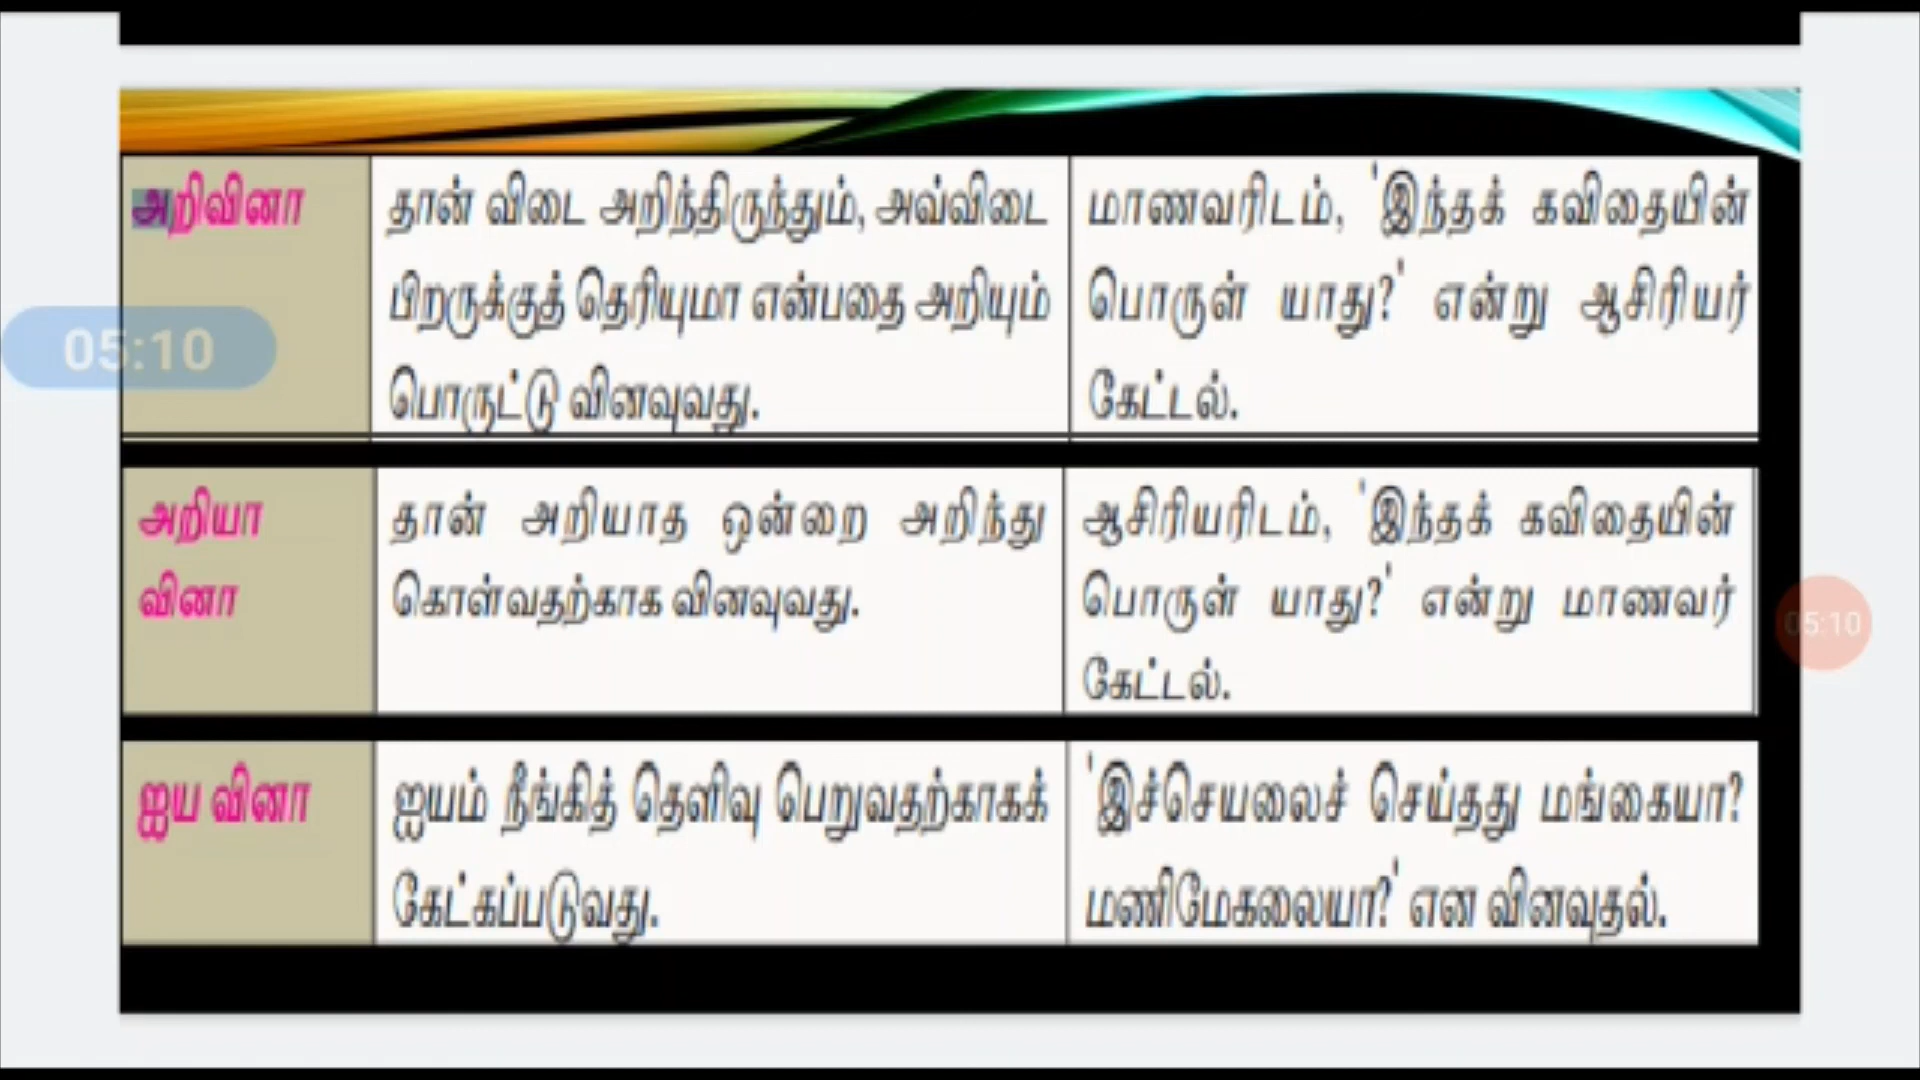 அறிவினா
தான் விடை அறிந்திருந்தும், அவ்விடை
பிறருக்குத் தெரியுமா என்பதை அறியும்
பொருட்டு வினவுவது.
மாணவரிடம், 'இந்தக் கவிதையின்
பொருள் யாது?' என்று ஆசிரியர்
கேட்டல்.
05:10
அறியா
வினா
தான் அறியாத ஒன்றை அறிந்து
கொள்வதற்காக வினவுவது.
ஆசிரியரிடம், 'இந்தக் கவிதையின்
பொருள் யாது?' என்று மாணவர்
கேட்டல்.
05:10
ஐய வினா
ஐயம் நீங்கித் தெளிவு பெறுவதற்காகக்
கேட்கப்படுவது.
'இச்செயலைச் செய்தது மங்கையா?
மணிமேகலையா?' என வினவுதல்.